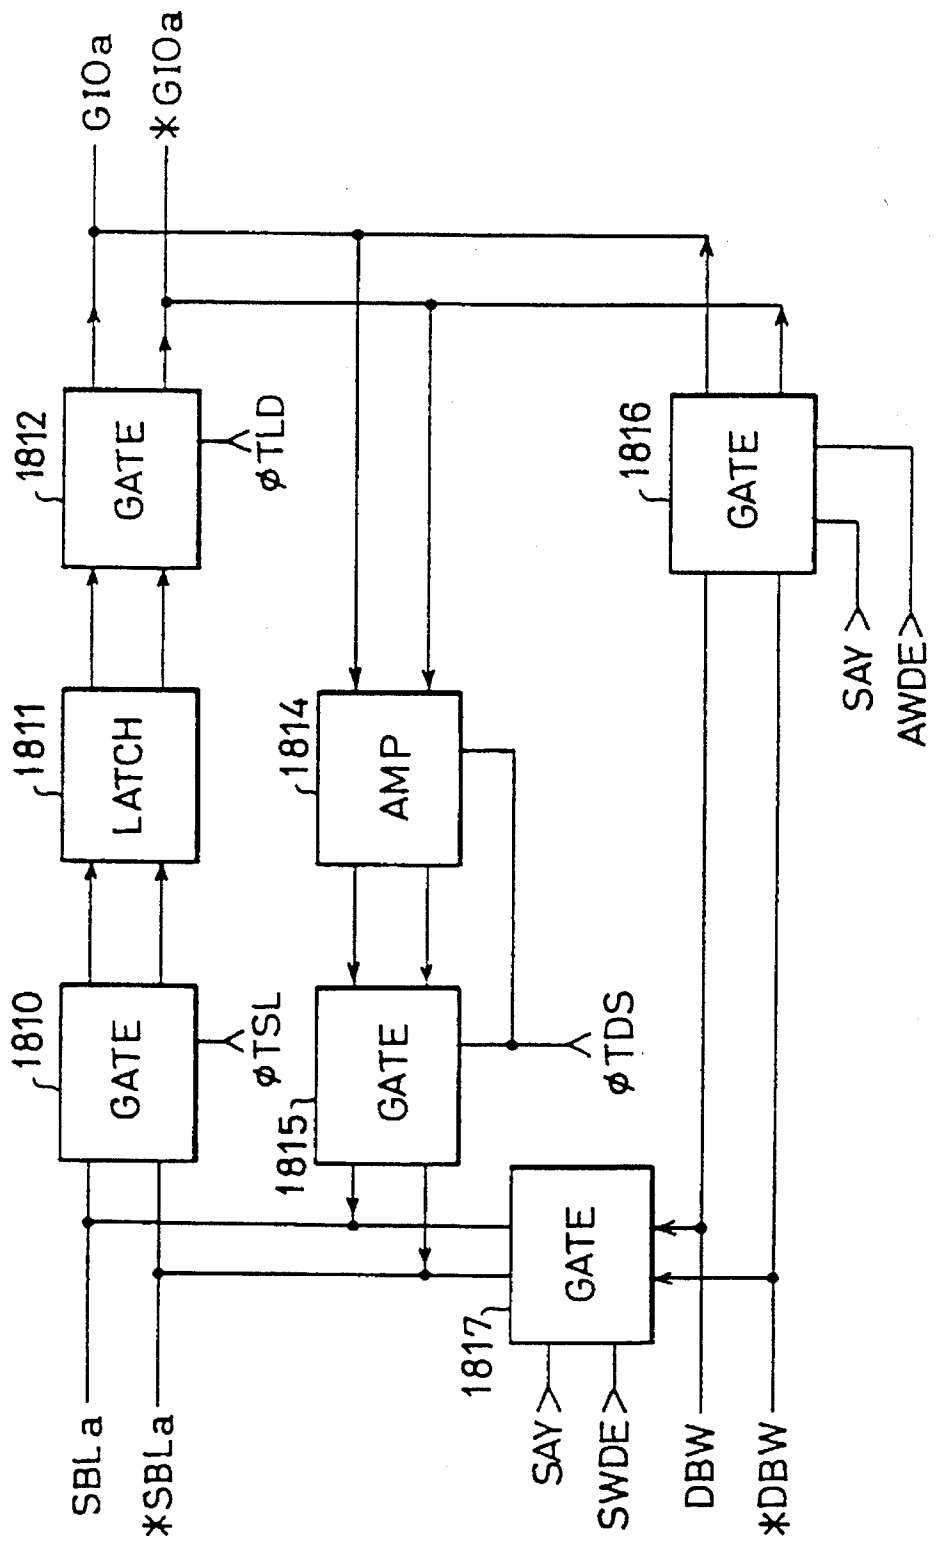 GIOa
*GIOa
1812
GATE
φTLD
1811
LATCH
1810
GATE
φTSL
1814
AMP
1815
GATE
φTDS
1816
GATE
SAY
AWDE
1817
GATE
SBLa
*SBLa
SAY
SWDE
DBW
*DBW